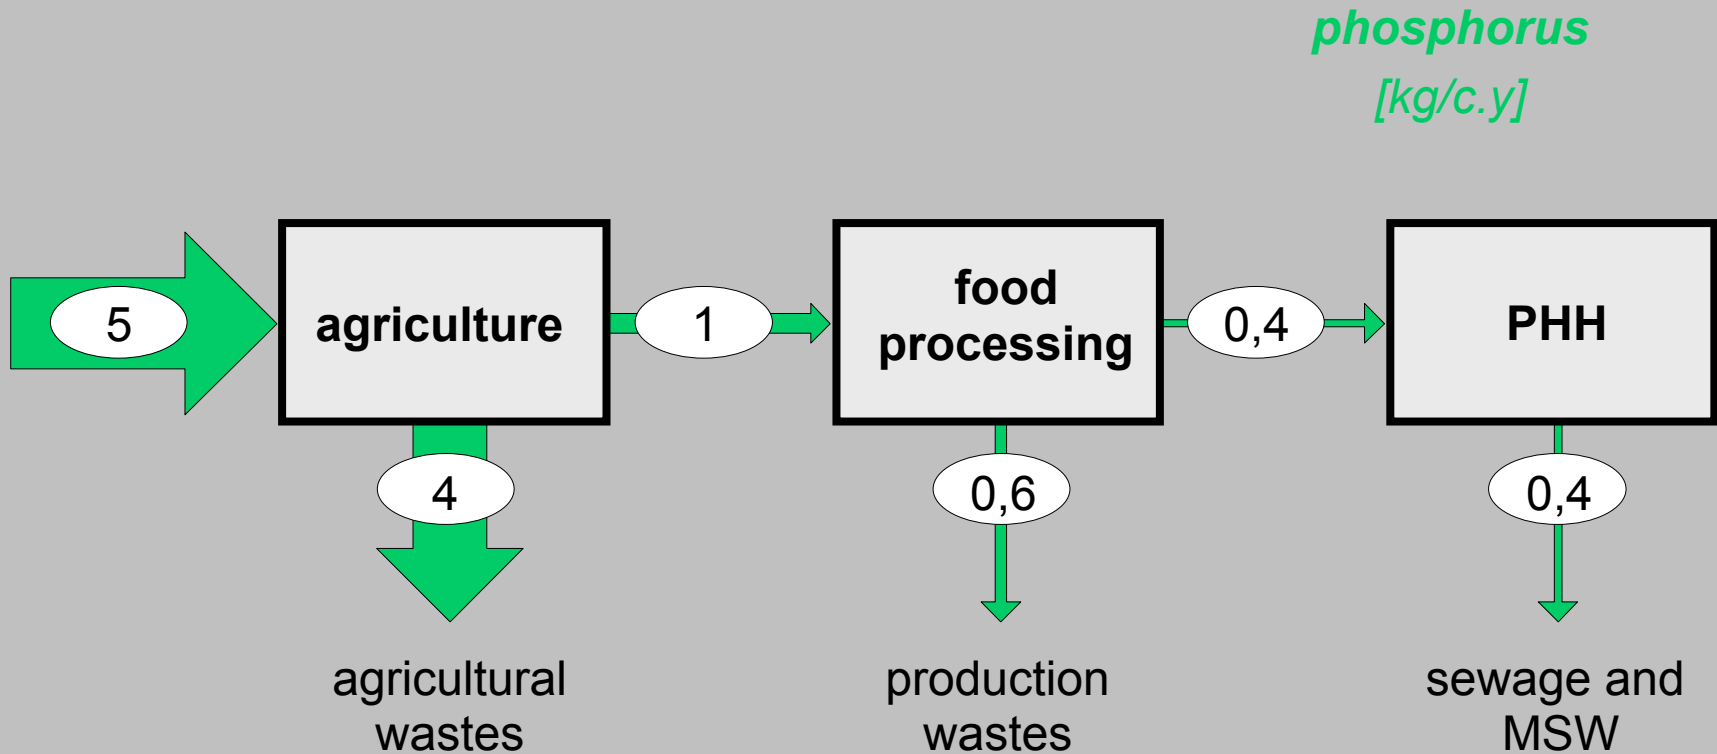 phosphorus
[kg/c.y]
5
agriculture
1
food
processing
0,4
PHH
4
0,6
0,4
agricultural
wastes
production
wastes
sewage and
MSW